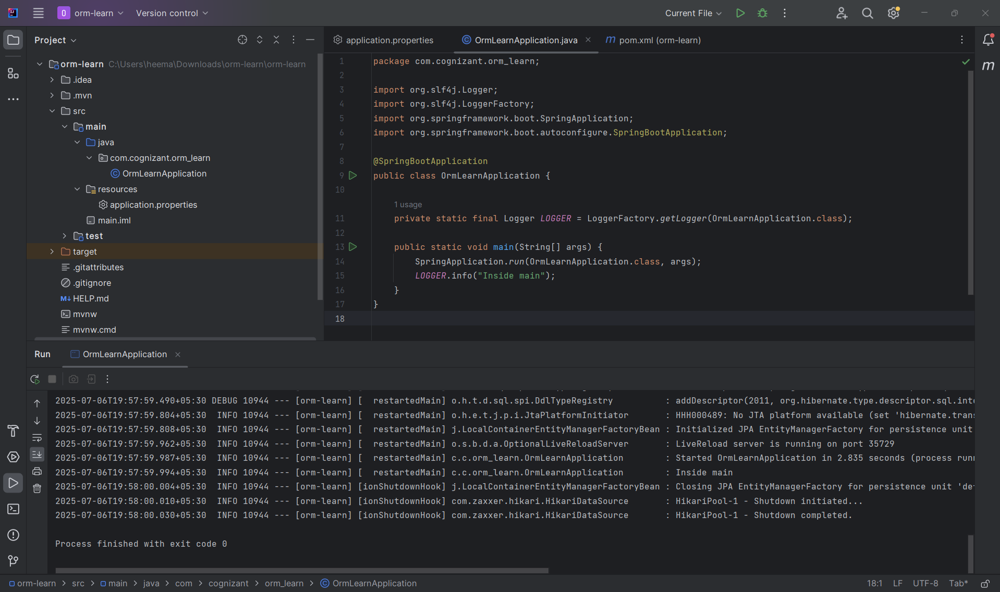 orm-learn
Version control
Current File
Project
orm-learn C:\Users\heema\Downloads\orm-learn\orm-learn
.idea
.mvn
src
main
java
com.cognizant.orm_learn
OrmLearnApplication
resources
application.properties
main.iml
test
target
.gitattributes
.gitignore
HELP.md
mvnw
mvnw.cmd
application.properties
OrmLearnApplication.java
pom.xml (orm-learn)
1 package com.cognizant.orm_learn;
2
3 import org.slf4j.Logger;
4 import org.slf4j.LoggerFactory;
5 import org.springframework.boot.SpringApplication;
6 import org.springframework.boot.autoconfigure.SpringBootApplication;
7
8 @SpringBootApplication
9 public class OrmLearnApplication {
10
1 usage
11 private static final Logger LOGGER = LoggerFactory.getLogger(OrmLearnApplication.class);
12
13 public static void main(String[] args) {
14 SpringApplication.run(OrmLearnApplication.class, args);
15 LOGGER.info("Inside main");
16 }
17 }
18
Run
OrmLearnApplication
2025-07-06T19:57:59.490+05:30 DEBUG 10944 --- [orm-learn] [  restartedMain] o.h.t.d.sql.spi.DdlTypeRegistry : addDescriptor(2011, org.hibernate.type.descriptor.sql.inte
2025-07-06T19:57:59.804+05:30  INFO 10944 --- [orm-learn] [  restartedMain] o.h.e.t.j.p.i.JtaPlatformInitiator : HHH000489: No JTA platform available (set 'hibernate.trans
2025-07-06T19:57:59.808+05:30  INFO 10944 --- [orm-learn] [  restartedMain] j.LocalContainerEntityManagerFactoryBean : Initialized JPA EntityManagerFactory for persistence unit
2025-07-06T19:57:59.962+05:30  INFO 10944 --- [orm-learn] [  restartedMain] o.s.b.d.a.OptionalLiveReloadServer : LiveReload server is running on port 35729
2025-07-06T19:57:59.987+05:30  INFO 10944 --- [orm-learn] [  restartedMain] c.c.orm_learn.OrmLearnApplication : Started OrmLearnApplication in 2.835 seconds (process runn
2025-07-06T19:57:59.994+05:30  INFO 10944 --- [orm-learn] [  restartedMain] c.c.orm_learn.OrmLearnApplication : Inside main
2025-07-06T19:58:00.004+05:30  INFO 10944 --- [orm-learn] [ionShutdownHook] j.LocalContainerEntityManagerFactoryBean : Closing JPA EntityManagerFactory for persistence unit 'de
2025-07-06T19:58:00.010+05:30  INFO 10944 --- [orm-learn] [ionShutdownHook] com.zaxxer.hikari.HikariDataSource : HikariPool-1 - Shutdown initiated...
2025-07-06T19:58:00.030+05:30  INFO 10944 --- [orm-learn] [ionShutdownHook] com.zaxxer.hikari.HikariDataSource : HikariPool-1 - Shutdown completed.
Process finished with exit code 0
orm-learn > src > main > java > com > cognizant > orm_learn > OrmLearnApplication
18:1 LF UTF-8 Tab*